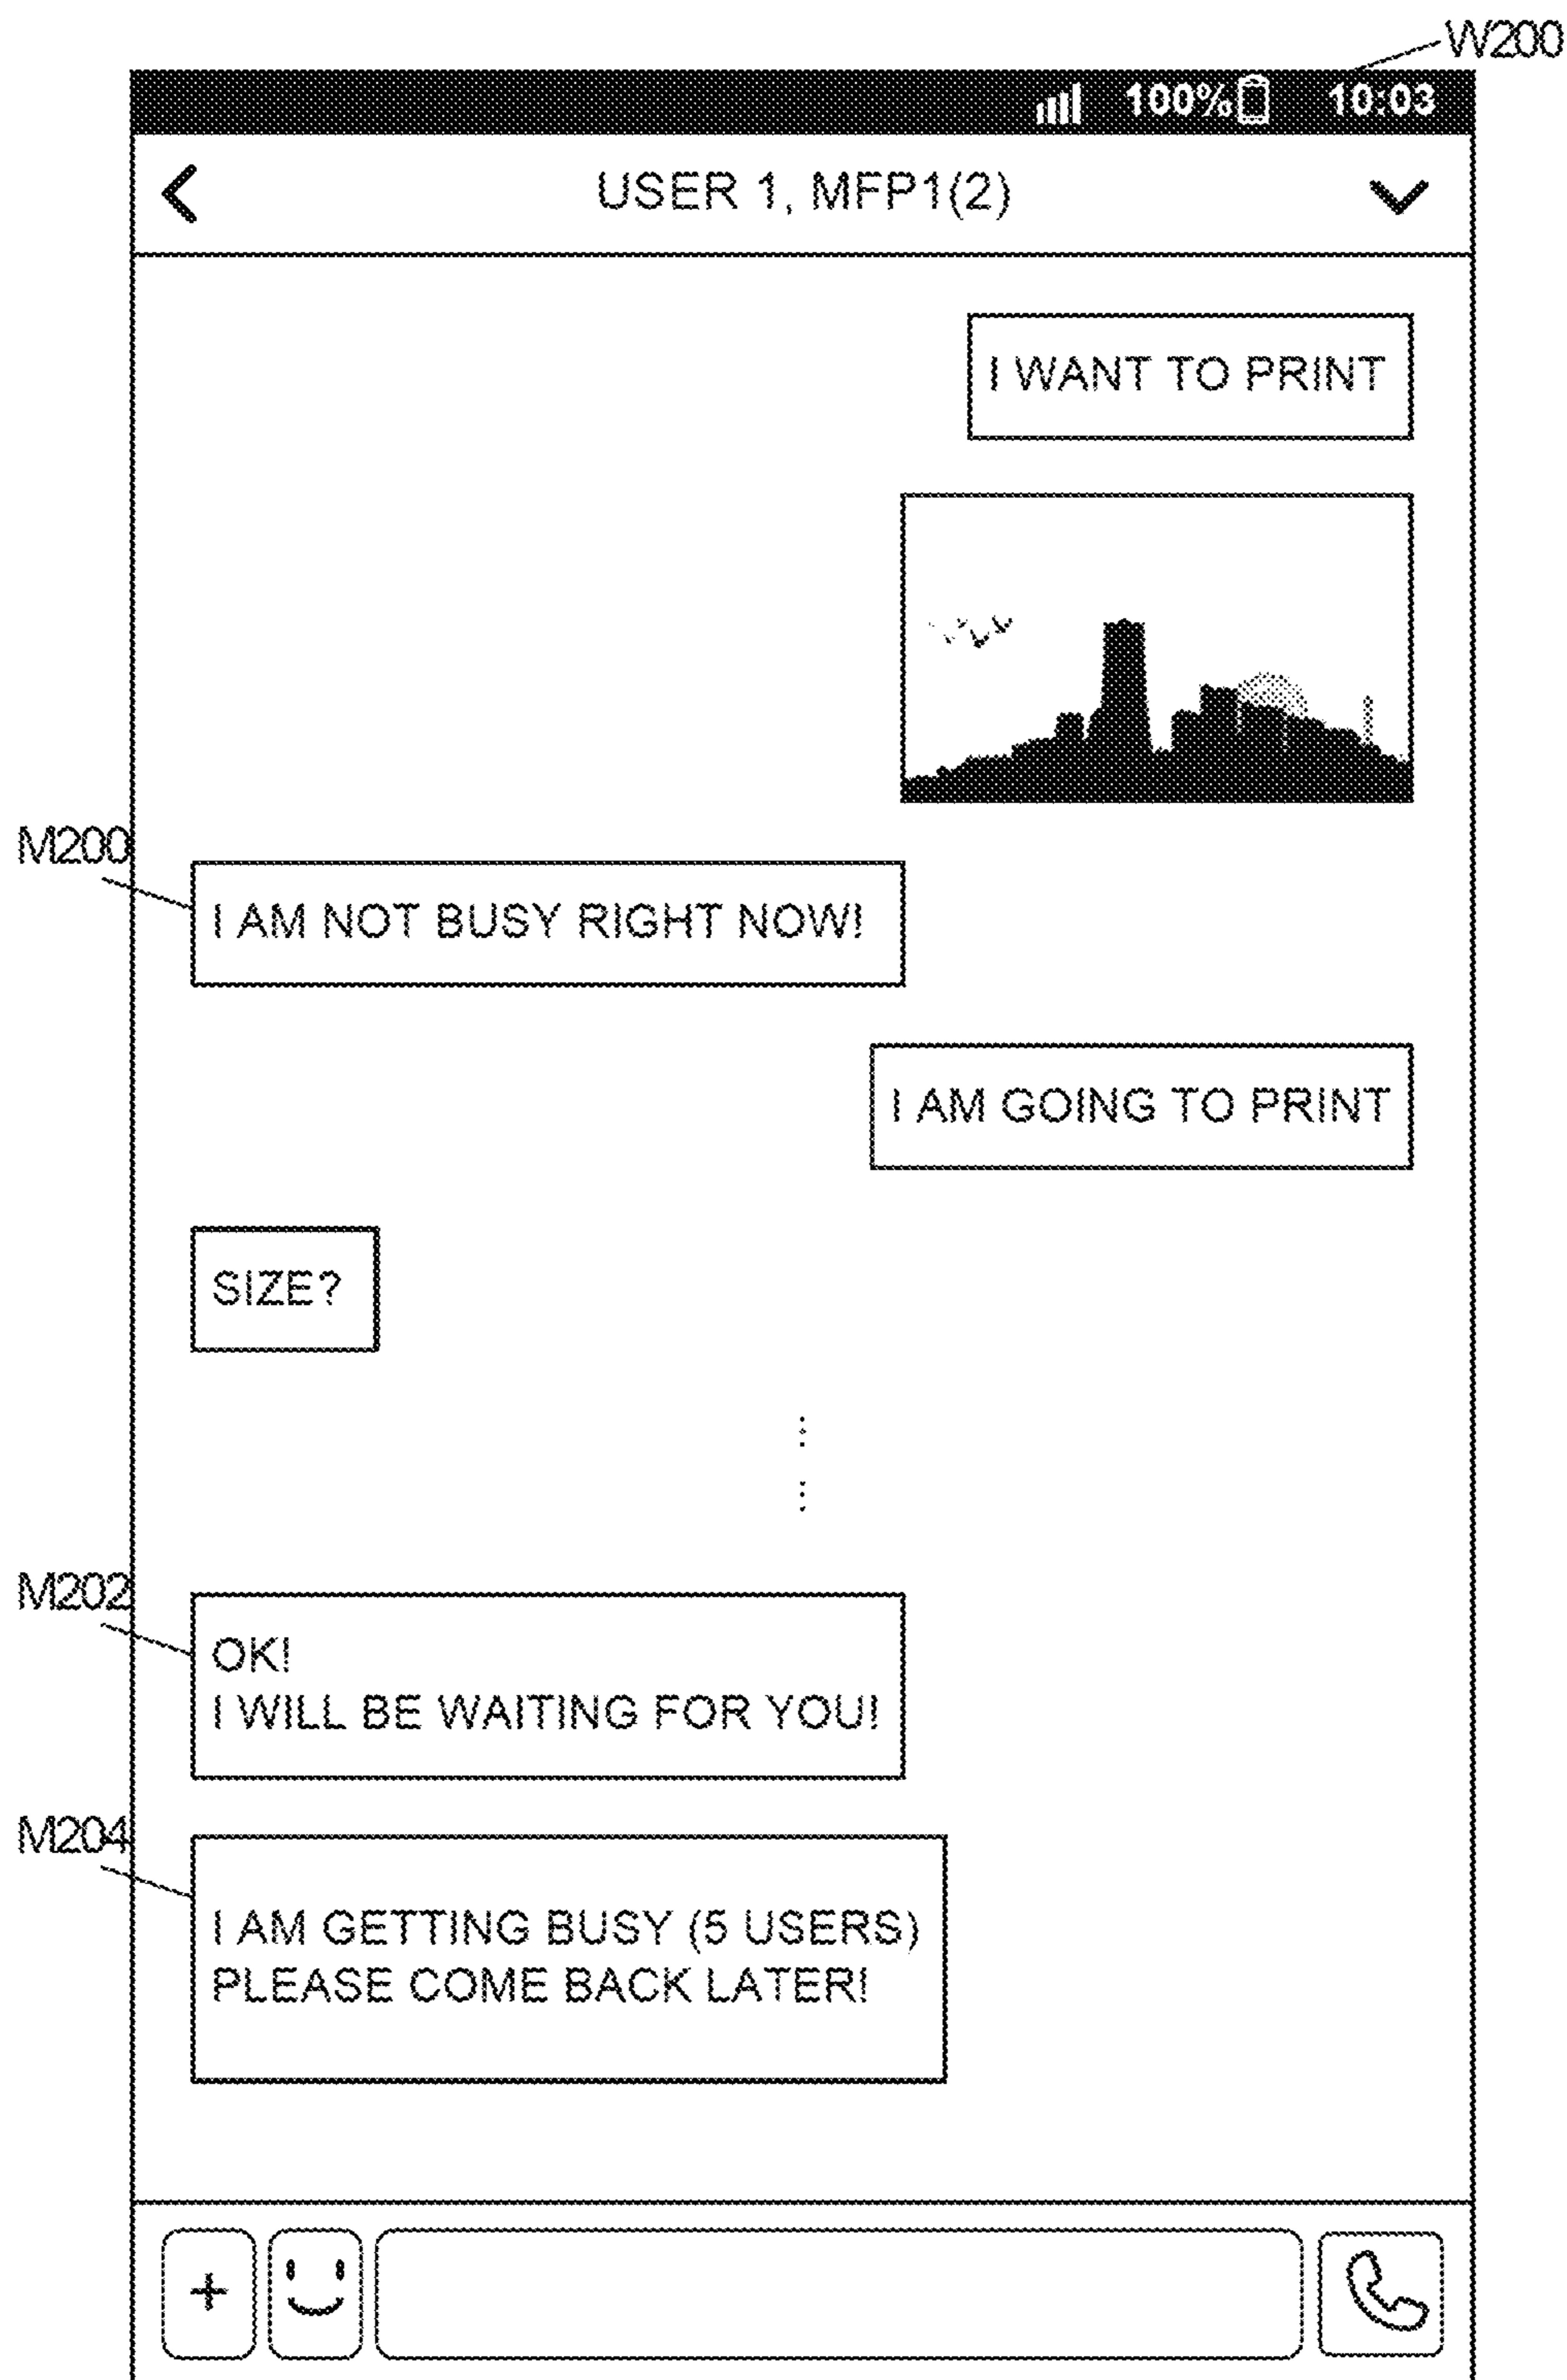 W200
100% 10:03
USER 1, MFP1(2)
I WANT TO PRINT
M200
I AM NOT BUSY RIGHT NOW!
I AM GOING TO PRINT
SIZE?
M202
OK!
I WILL BE WAITING FOR YOU!
M204
I AM GETTING BUSY (5 USERS)
PLEASE COME BACK LATER!
+